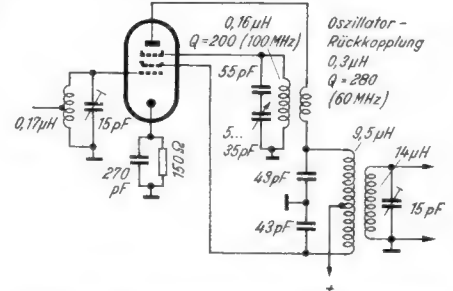 0,16µH
Q=200 (100MHz)
Oszillator-
Rückkopplung
0,3µH
Q=280
(60MHz)
55pF
5...
35pF
0,17µH
15pF
270
pF
150Ω
43pF
43pF
9,5µH
14µH
15pF
+